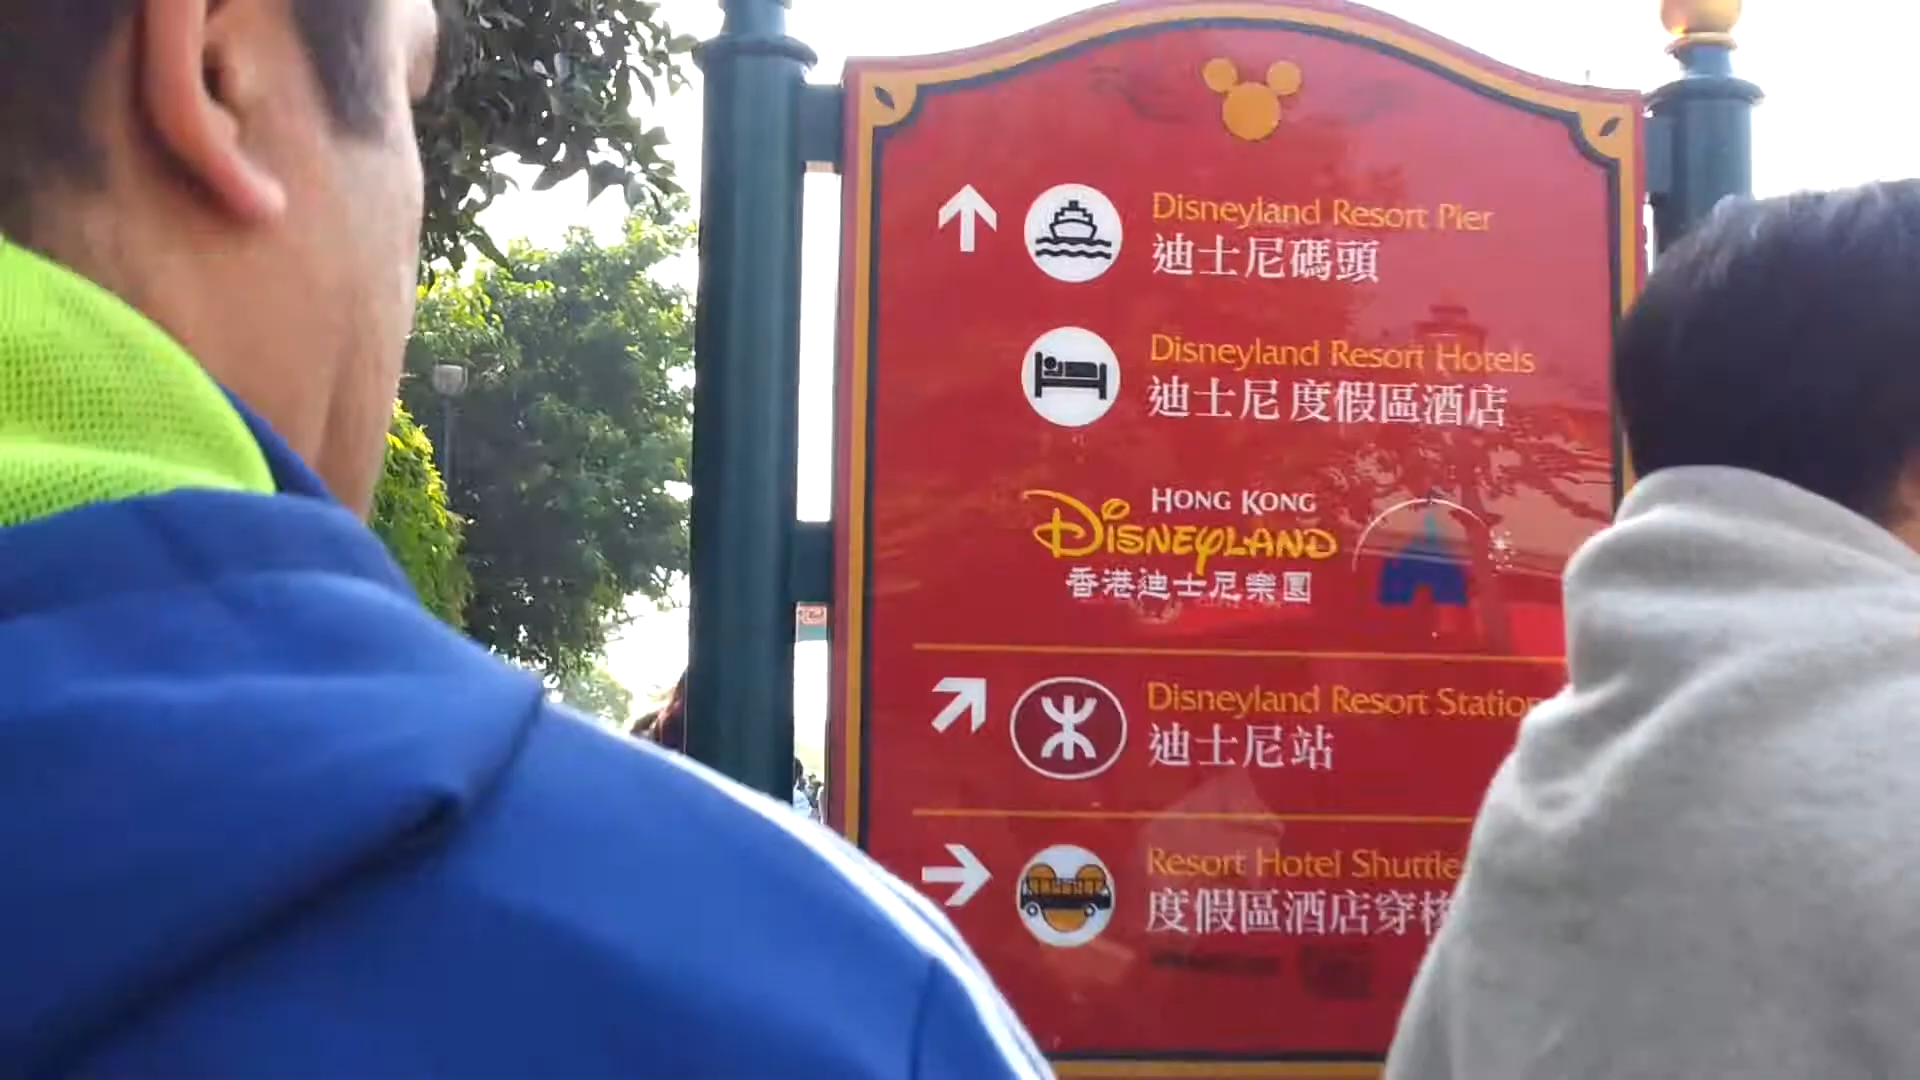 Disneyland Resort Pier
迪士尼碼頭
Disneyland Resort Hotels
迪士尼度假區酒店
HONG KONG
DISNEYLAND
香港迪士尼樂園
Disneyland Resort Station
迪士尼站
Resort Hotel Shuttle
度假區酒店穿梭